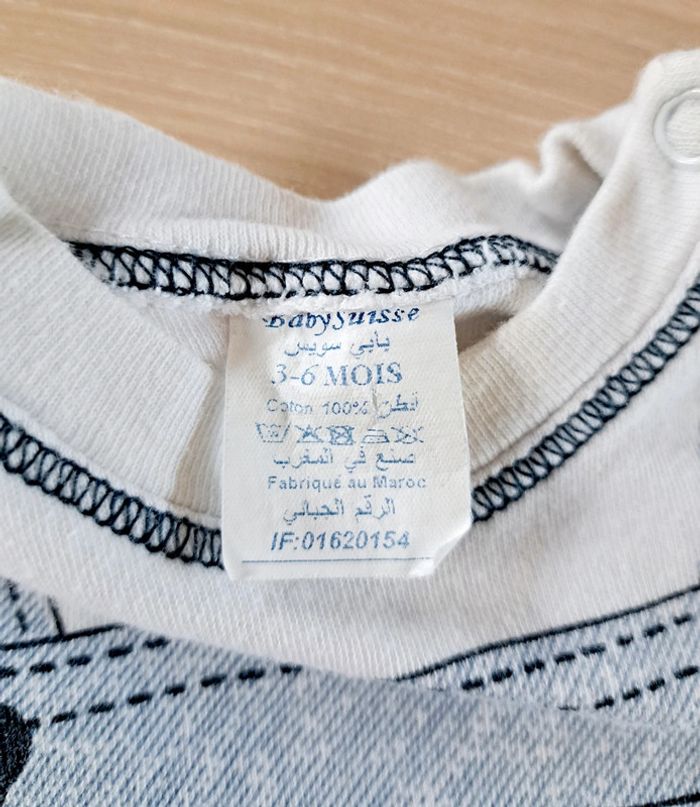 BabySuisse
بابي سويس
3-6 MOIS
Coton 100% قطن
صنع في المغرب
Fabriqué au Maroc
الرقم الجبائي
IF:01620154